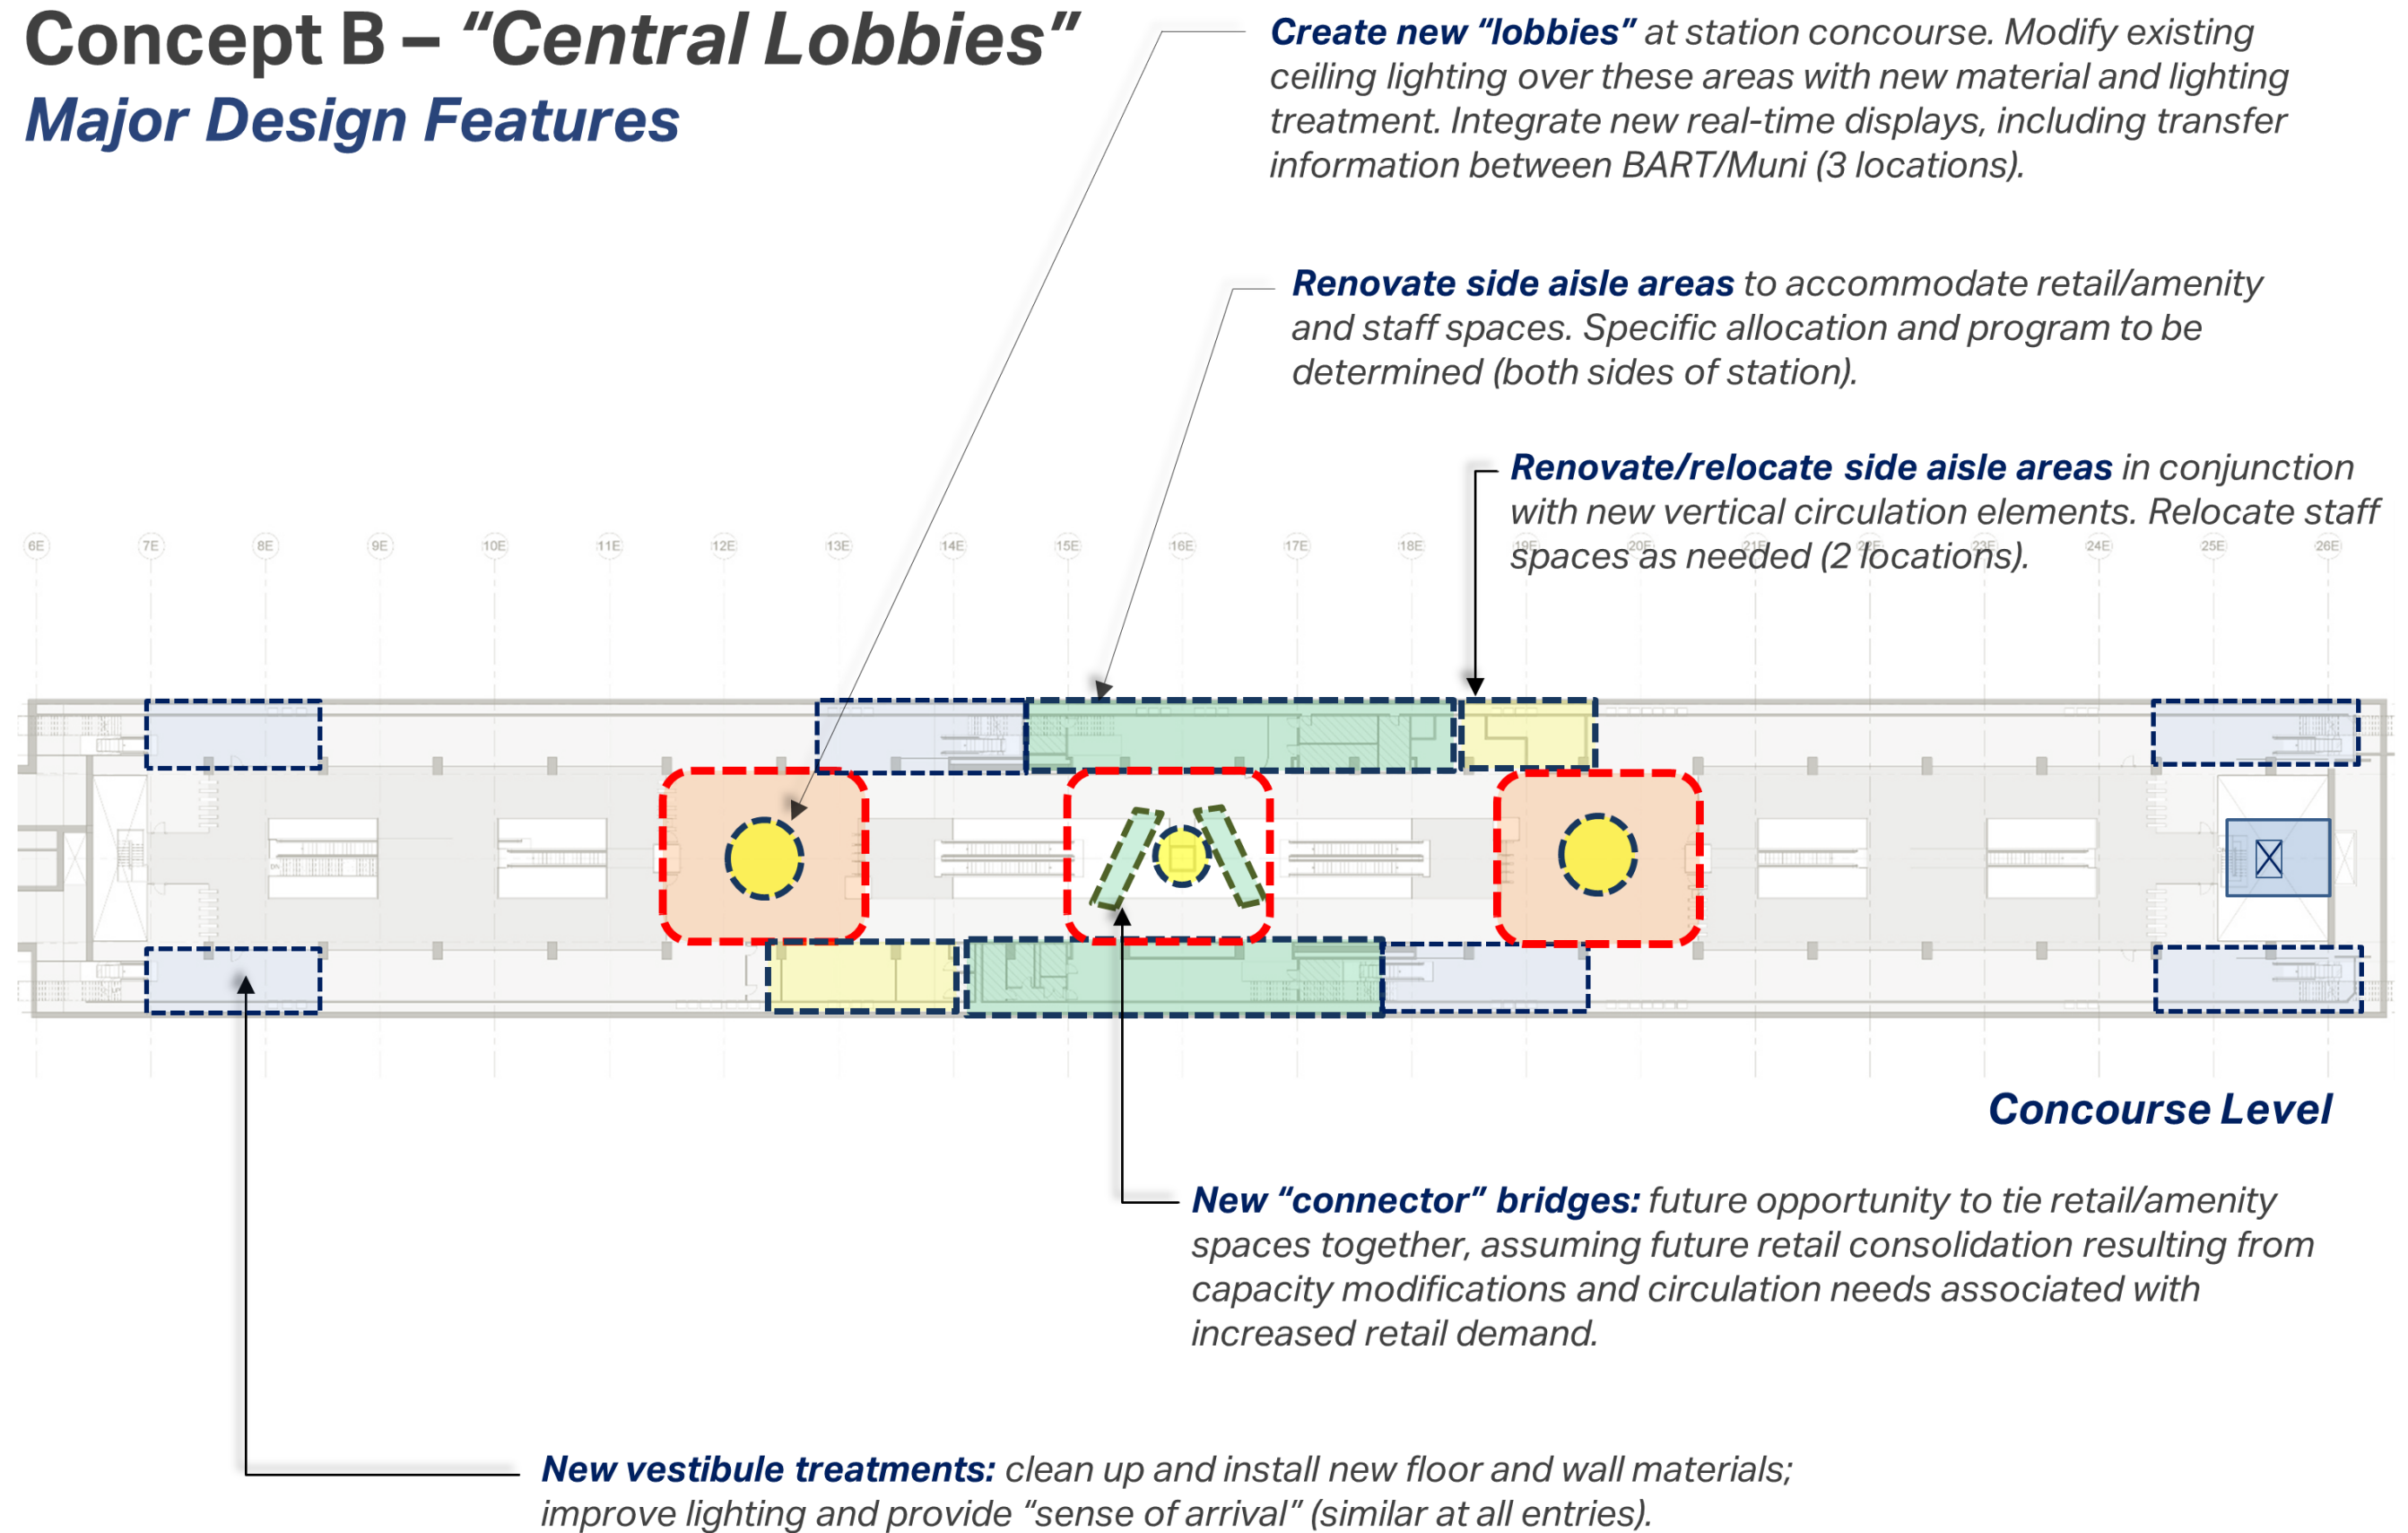 Concept B – “Central Lobbies”
Major Design Features
Create new “lobbies” at station concourse. Modify existing
ceiling lighting over these areas with new material and lighting
treatment. Integrate new real-time displays, including transfer
information between BART/Muni (3 locations).
Renovate side aisle areas to accommodate retail/amenity
and staff spaces. Specific allocation and program to be
determined (both sides of station).
Renovate/relocate side aisle areas in conjunction
with new vertical circulation elements. Relocate staff
spaces as needed (2 locations).
6E 7E 8E 9E 10E 11E 12E 13E 14E 15E 16E 17E 18E 19E 20E 21E 22E 23E 24E 25E 26E
Concourse Level
New “connector” bridges: future opportunity to tie retail/amenity
spaces together, assuming future retail consolidation resulting from
capacity modifications and circulation needs associated with
increased retail demand.
New vestibule treatments: clean up and install new floor and wall materials;
improve lighting and provide “sense of arrival” (similar at all entries).